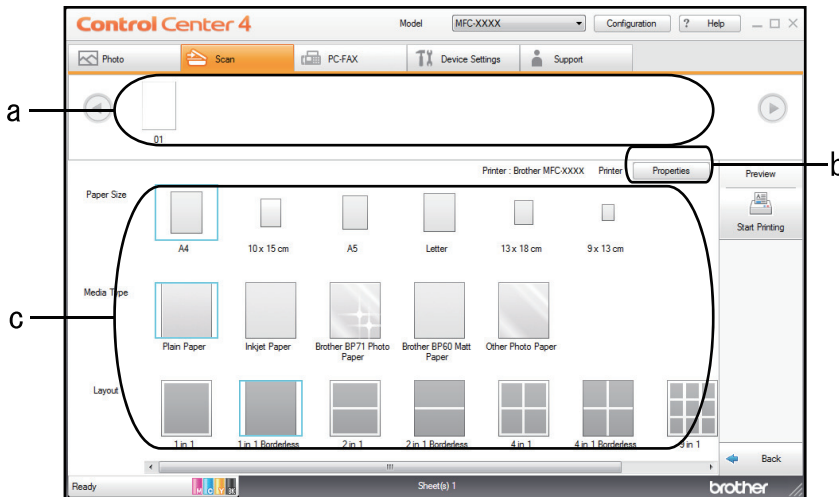 Control Center 4 Model MFC-XXXX Configuration ? Help
Photo Scan PC-FAX Device Settings Support
a
01
b
Printer : Brother MFC-XXXX Printer Properties Preview
Paper Size
Start Printing
A4 10 x 15 cm A5 Letter 13 x 18 cm 9 x 13 cm
Media Type
c
Plain Paper Inkjet Paper Brother BP71 Photo Brother BP60 Matt Other Photo Paper
Paper Paper
Layout
1 in 1 1 in 1 Borderless 2 in 1 2 in 1 Borderless 4 in 1 4 in 1 Borderless 9 in 1
Back
Ready M C Y BK Sheet(s) 1 brother